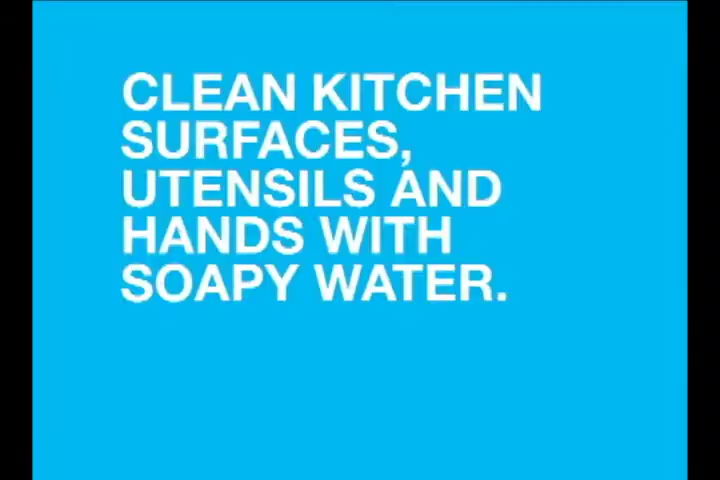 CLEAN KITCHEN
SURFACES,
UTENSILS AND
HANDS WITH
SOAPY WATER.